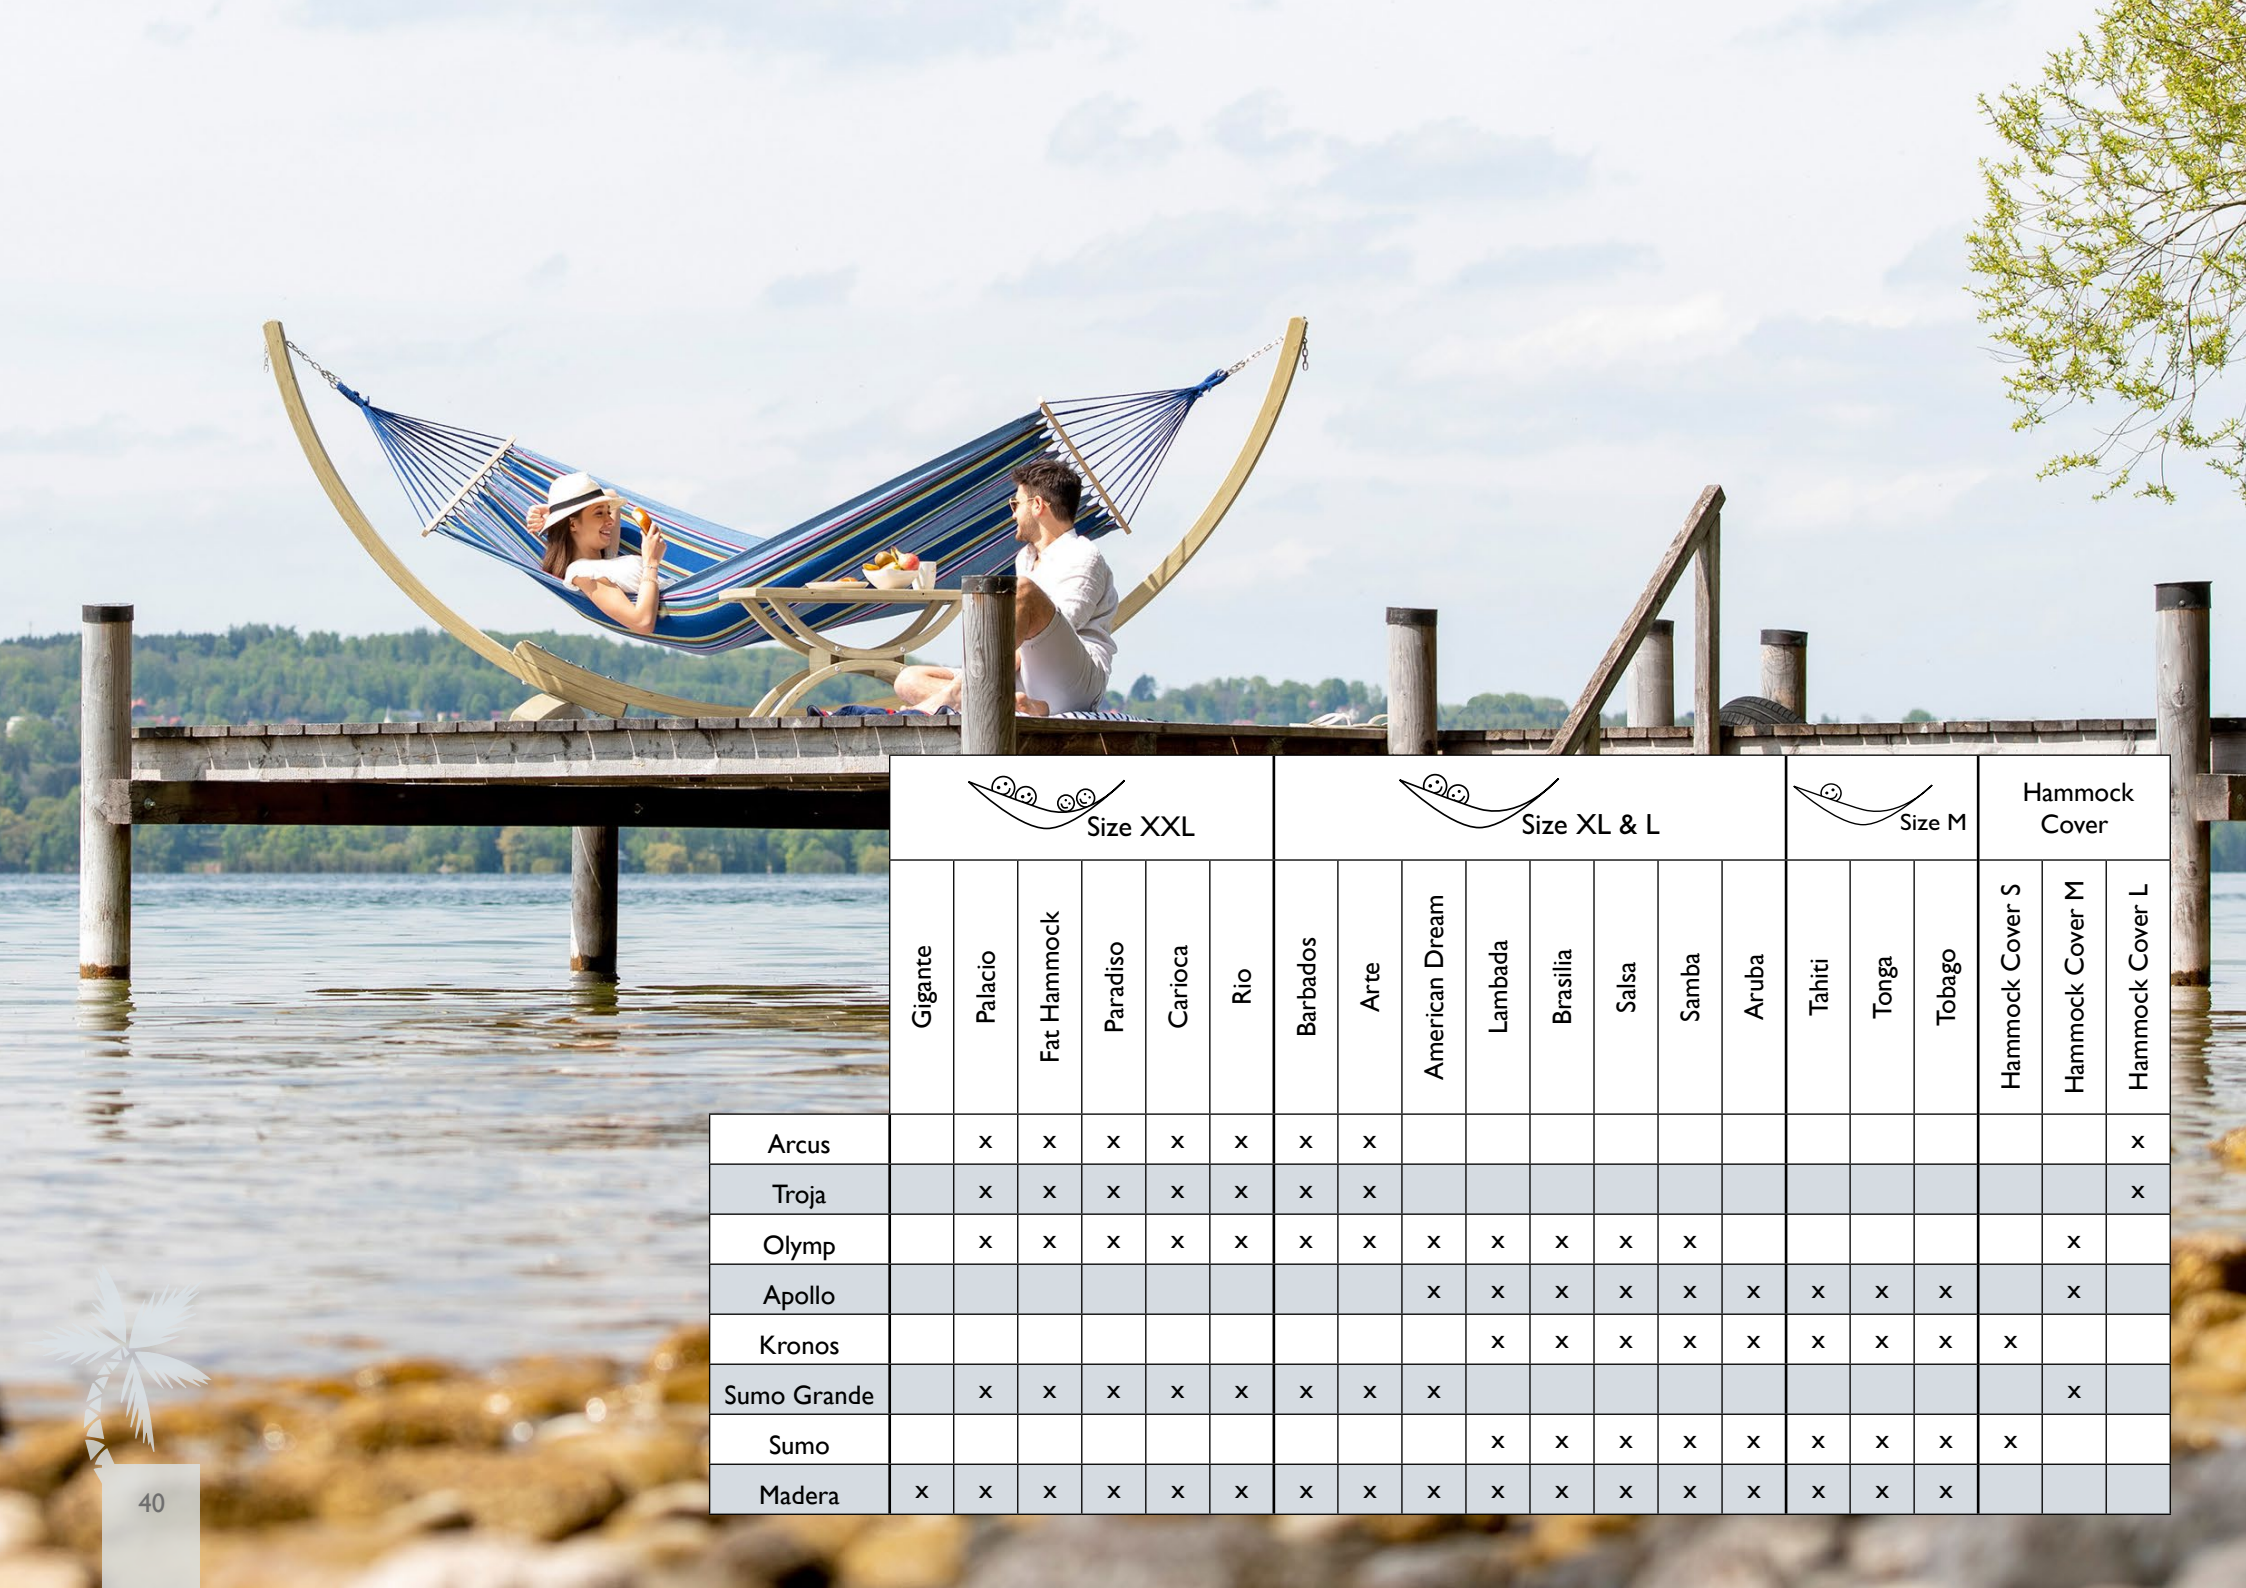 Size XXL
Size XL & L
Size M
Hammock
Cover
Gigante
Palacio
Fat Hammock
Paradiso
Carioca
Rio
Barbados
Arte
American Dream
Lambada
Brasilia
Salsa
Samba
Aruba
Tahiti
Tonga
Tobago
Hammock Cover S
Hammock Cover M
Hammock Cover L
Arcus x x x x x x x x
Troja x x x x x x x x
Olymp x x x x x x x x x x x x x
Apollo x x x x x x x x x x
Kronos x x x x x x x x x
Sumo Grande x x x x x x x x x
Sumo x x x x x x x x x
Madera x x x x x x x x x x x x x x x x x
40